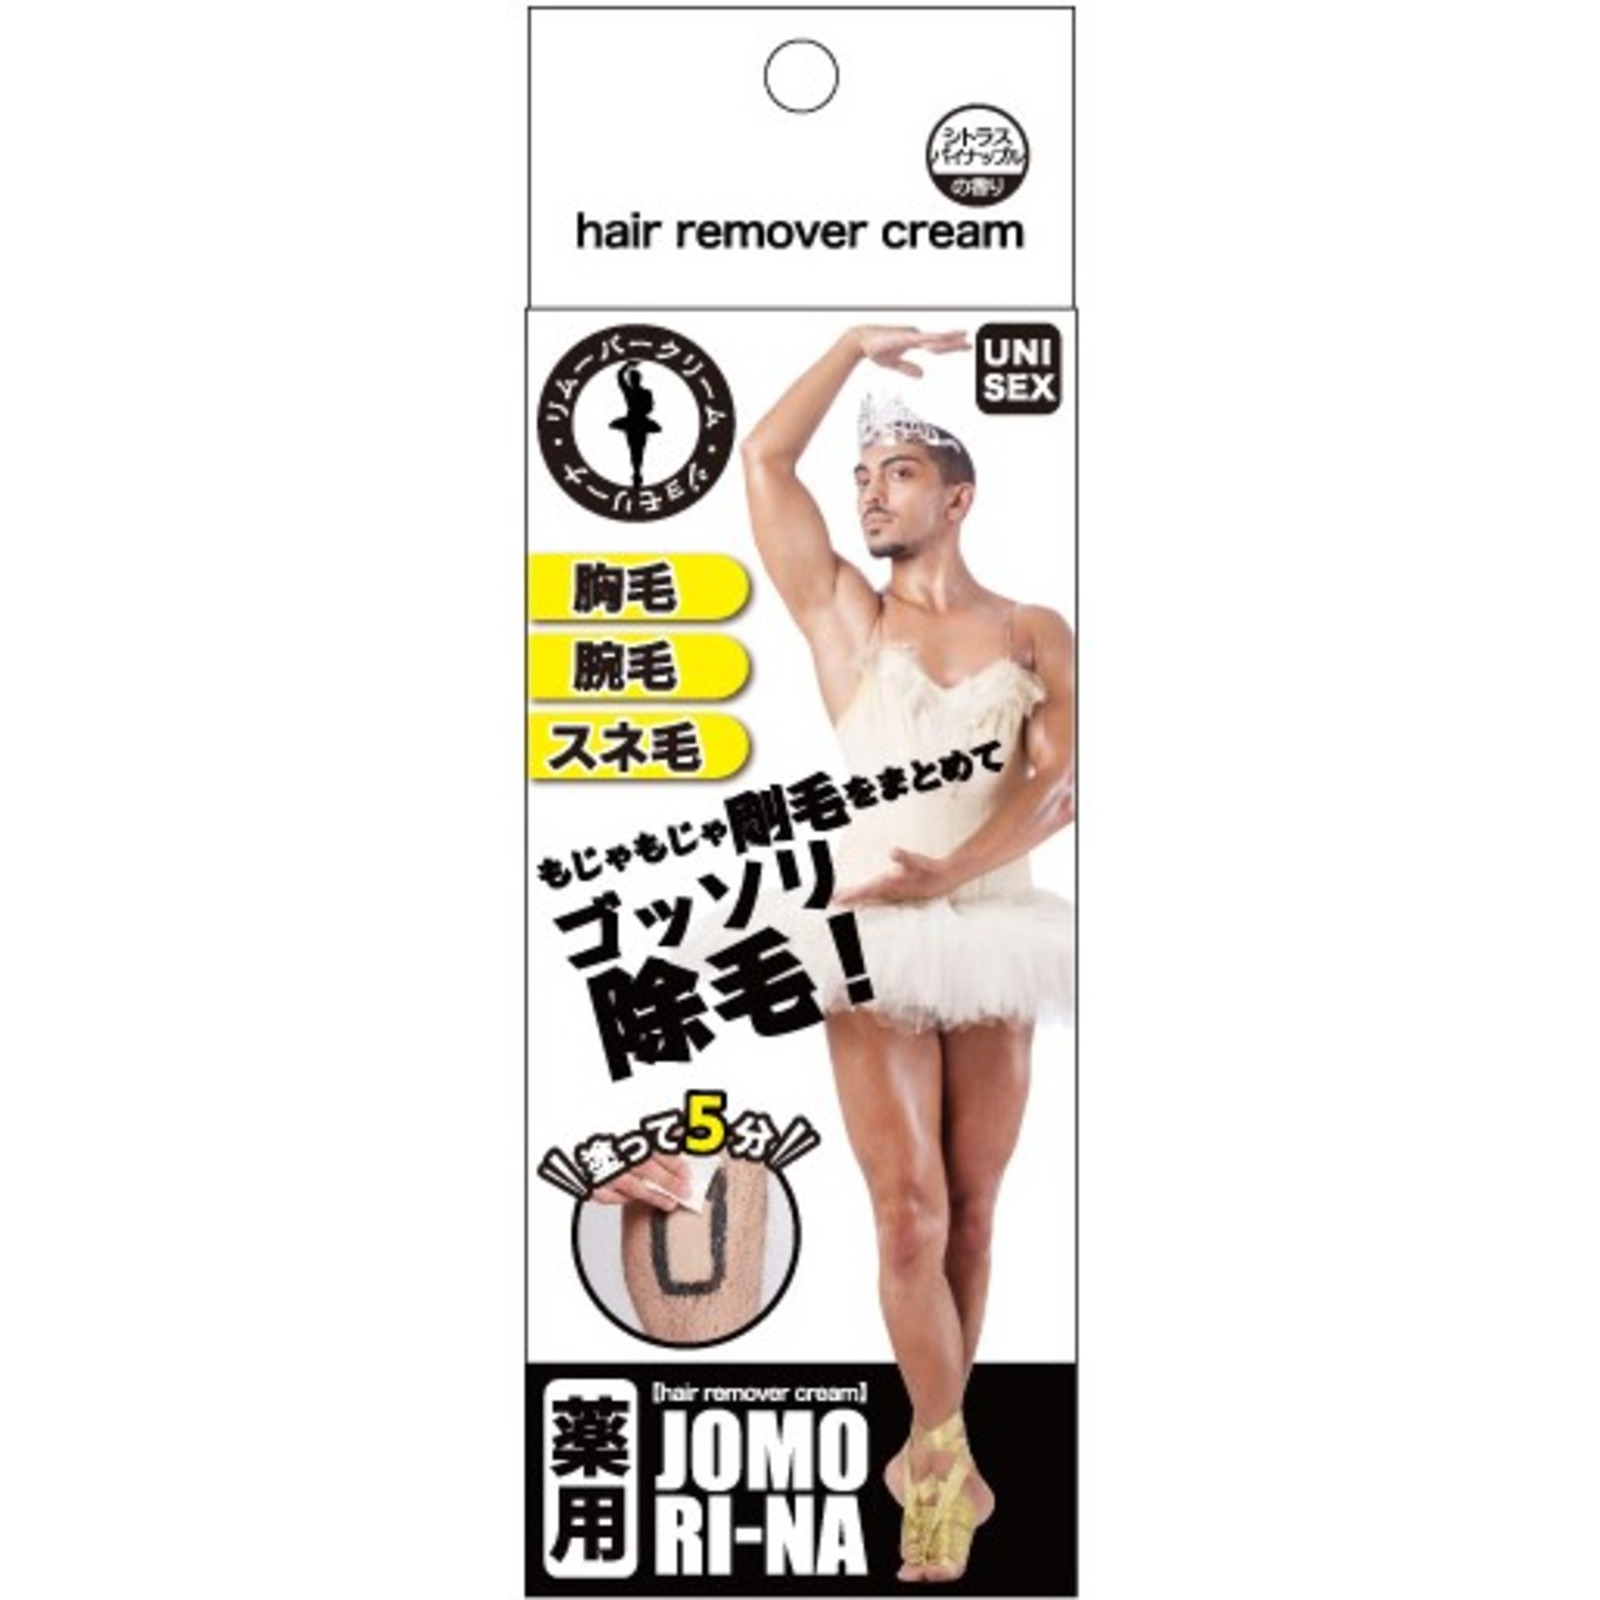 シトラス
パイナップル
の香り
hair remover cream
UNI
SEX
リムーバークリーム・ジョモリーナ・
胸毛
腕毛
スネ毛
もじゃもじゃ剛毛をまとめて
ゴッソリ
除毛!
塗って5分
薬用
【hair remover cream】
JOMO
RI-NA